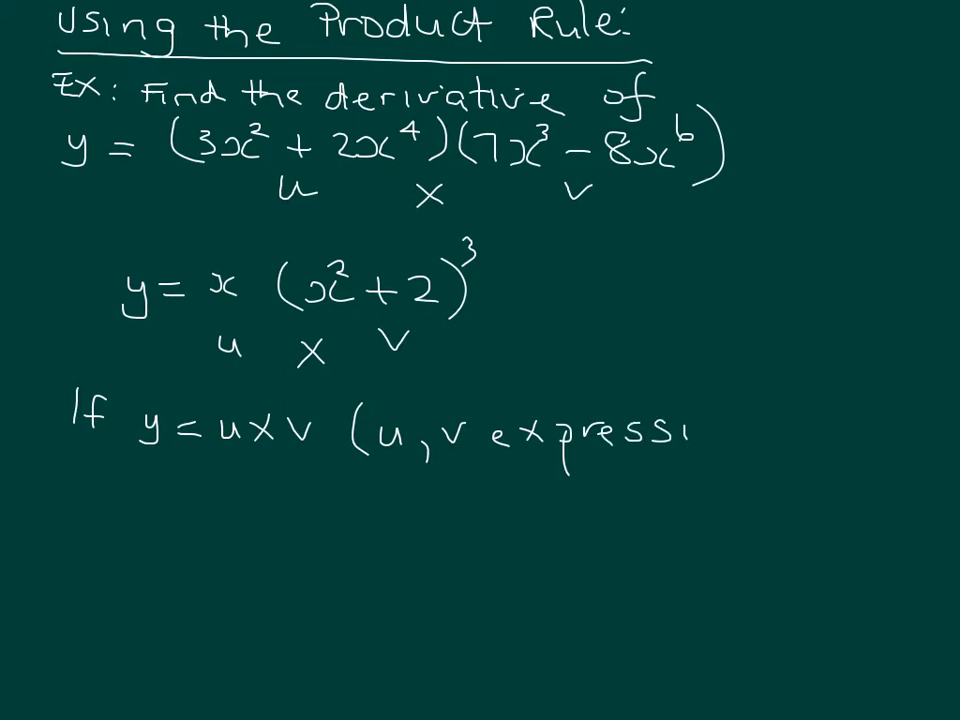 Using the Product Rule:
Ex: Find the derivative of
y = (3x² + 2x⁴)(7x³ − 8x⁶)
u × v
y = x (x² + 2)³
u × v
If y = u × v (u, v expressi